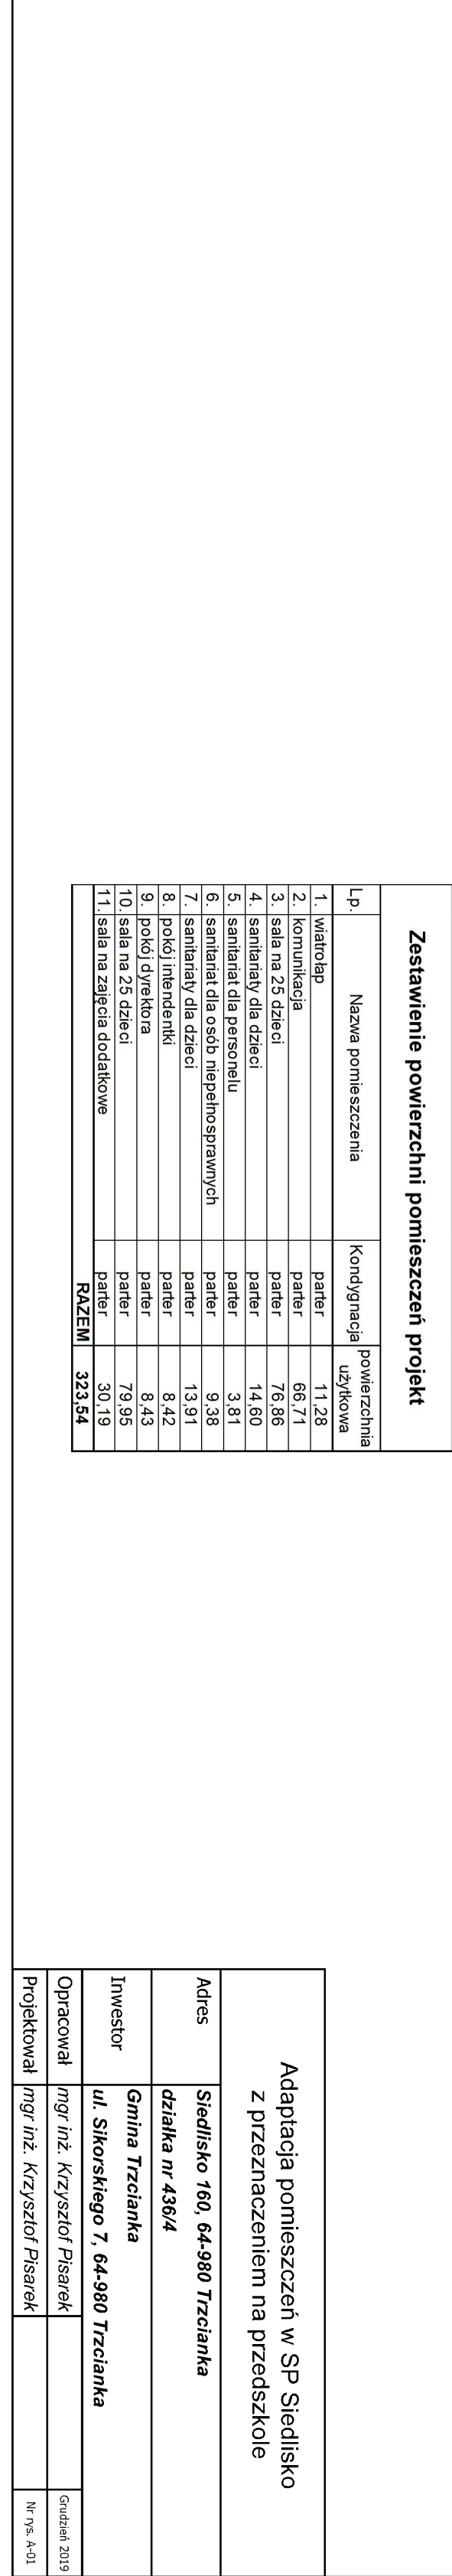 Zestawienie powierzchni pomieszczeń projekt
Lp. Nazwa pomieszczenia Kondygnacja powierzchnia użytkowa
1. wiatrołap parter 11,28
2. komunikacja parter 66,71
3. sala na 25 dzieci parter 76,86
4. sanitariaty dla dzieci parter 14,60
5. sanitariat dla personelu parter 3,81
6. sanitariat dla osób niepełnosprawnych parter 9,38
7. sanitariaty dla dzieci parter 13,91
8. pokój intendentki parter 8,42
9. pokój dyrektora parter 8,43
10. sala na 25 dzieci parter 79,95
11. sala na zajęcia dodatkowe parter 30,19
RAZEM 323,54
Adaptacja pomieszczeń w SP Siedlisko
z przeznaczeniem na przedszkole
Adres Siedlisko 160, 64-980 Trzcianka
działka nr 436/4
Inwestor Gmina Trzcianka
ul. Sikorskiego 7, 64-980 Trzcianka
Opracował mgr inż. Krzysztof Pisarek Grudzień 2019
Projektował mgr inż. Krzysztof Pisarek Nr rys. A-01